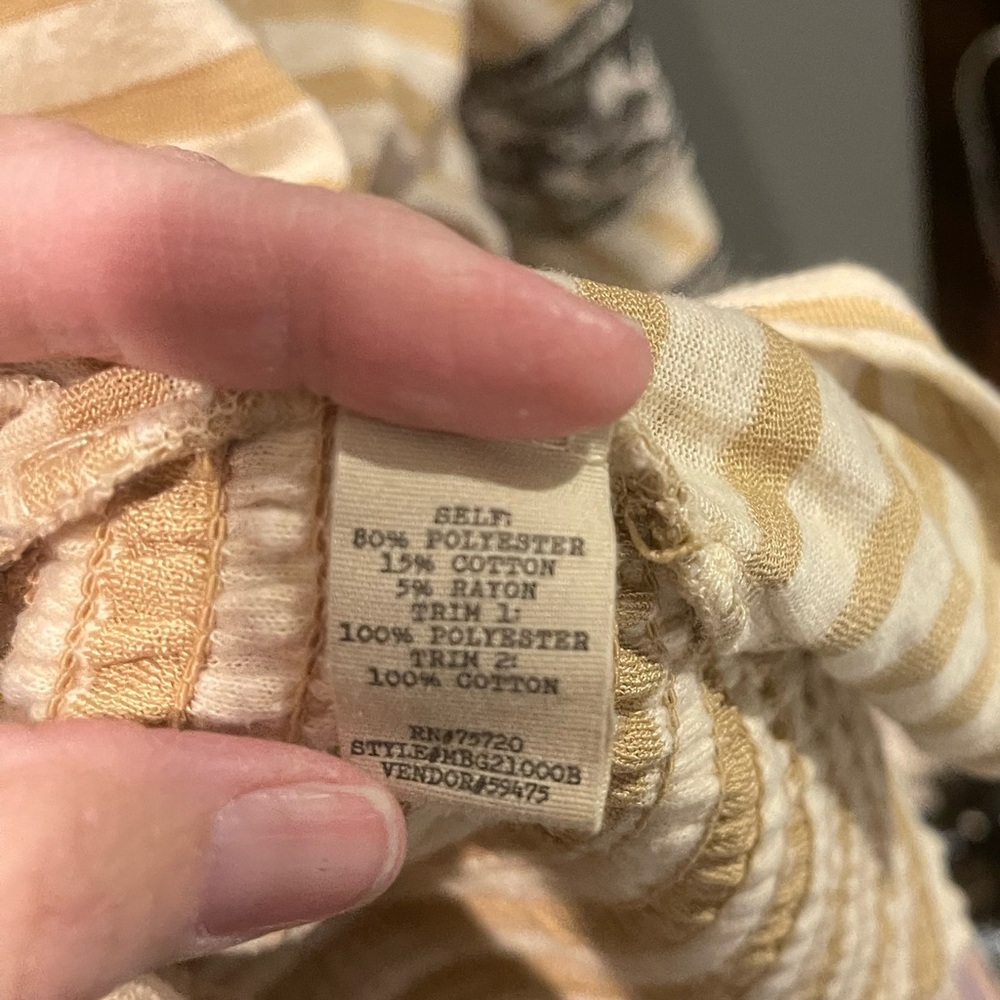 SELF:
80% POLYESTER
15% COTTON
5% RAYON
TRIM 1:
100% POLYESTER
TRIM 2:
100% COTTON
RN#75720
STYLE#MBG21000B
VENDOR#59475